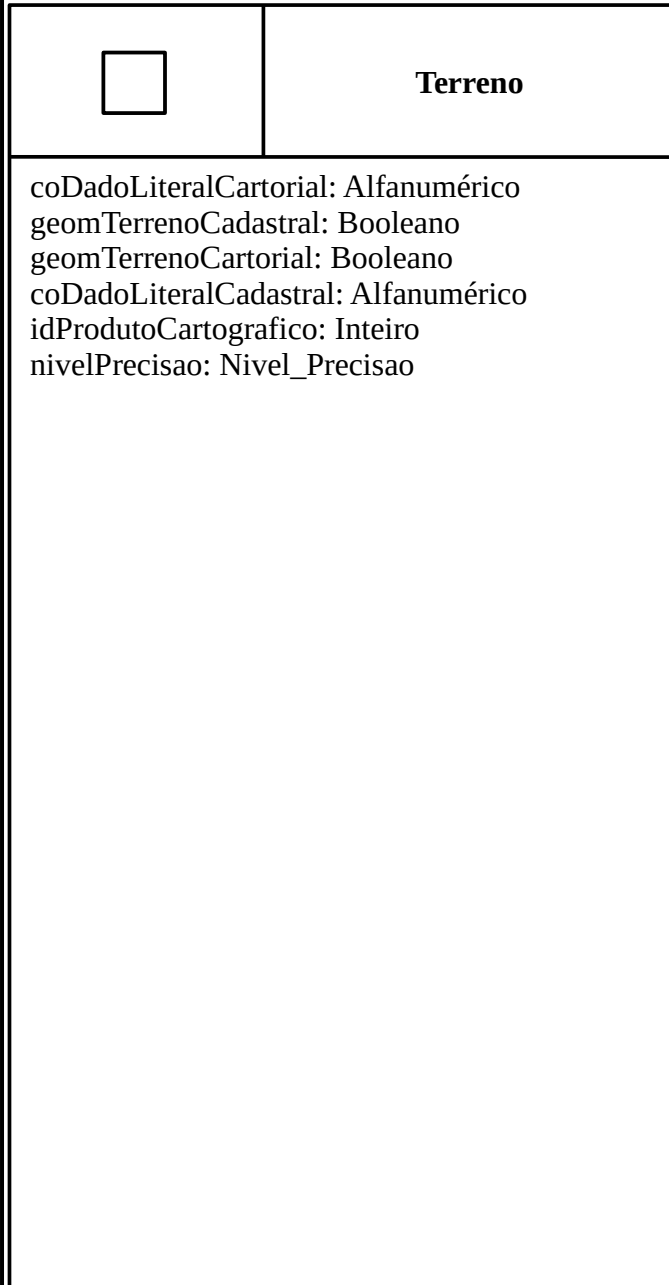 Terreno
coDadoLiteralCartorial: Alfanumérico
geomTerrenoCadastral: Booleano
geomTerrenoCartorial: Booleano
coDadoLiteralCadastral: Alfanumérico
idProdutoCartografico: Inteiro
nivelPrecisao: Nivel_Precisao